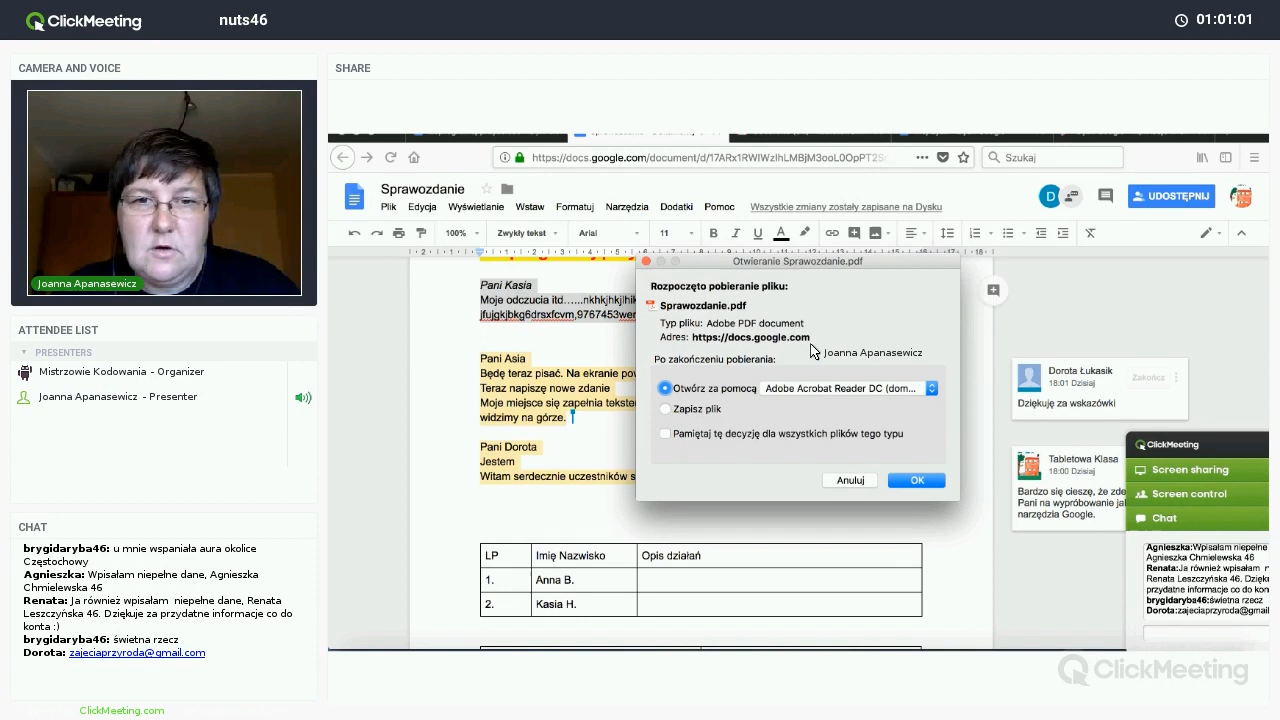 ClickMeeting
nuts46
01:01:01
CAMERA AND VOICE
Joanna Apanasewicz
ATTENDEE LIST
PRESENTERS
Mistrzowie Kodowania - Organizer
Joanna Apanasewicz - Presenter
CHAT
brygidaryba46: u mnie wspaniała aura okolice
Częstochowy
Agnieszka: Wpisałam niepełne dane, Agnieszka
Chmielewska 46
Renata: Ja również wpisałam niepełne dane, Renata
Leszczyńska 46. Dziękuje za przydatne informacje co do
konta :)
brygidaryba46: świetna rzecz
Dorota: zajeciaprzyroda@gmail.com
ClickMeeting.com
SHARE
https://docs.google.com/document/d/17ARx1RWIWzIhLMBjM3ooL0OpPT2S
Szukaj
Sprawozdanie
Plik Edycja Wyświetlanie Wstaw Formatuj Narzędzia Dodatki Pomoc Wszystkie zmiany zostały zapisane na Dysku
D
UDOSTĘPNIJ
100% Zwykły tekst Arial 11 B I U A
Pani Kasia
Moje odczucia itd…...nkhjkhkjlhik
jfujgkjbkg6drsxfcvm,9767453wer
Pani Asia
Będę teraz pisać. Na ekranie pow
Teraz napiszę nowe zdanie
Moje miejsce się zapełnia tekste
widzimy na górze.
Pani Dorota
Jestem
Witam serdecznie uczestników s
LP Imię Nazwisko Opis działań
1. Anna B.
2. Kasia H.
Otwieranie Sprawozdanie.pdf
Rozpoczęto pobieranie pliku:
Sprawozdanie.pdf
Typ pliku: Adobe PDF document
Adres: https://docs.google.com
Joanna Apanasewicz
Po zakończeniu pobierania:
Otwórz za pomocą Adobe Acrobat Reader DC (dom...
Zapisz plik
Pamiętaj tę decyzję dla wszystkich plików tego typu
Anuluj OK
Dorota Łukasik
18:01 Dzisiaj
Zakończ
Dziękuję za wskazówki
Tabletowa Klasa
18:00 Dzisiaj
Bardzo się cieszę, że zde
Pani na wypróbowanie jak
narzędzia Google.
ClickMeeting
Screen sharing
Screen control
Chat
Agnieszka:Wpisałam niepełne
Agnieszka Chmielewska 46
Renata:Ja również wpisałam n
Renata Leszczyńska 46. Dzięku
przydatne informacje co do kon
brygidaryba46:świetna rzecz
Dorota:zajeciaprzyroda@gmail
ClickMeeting